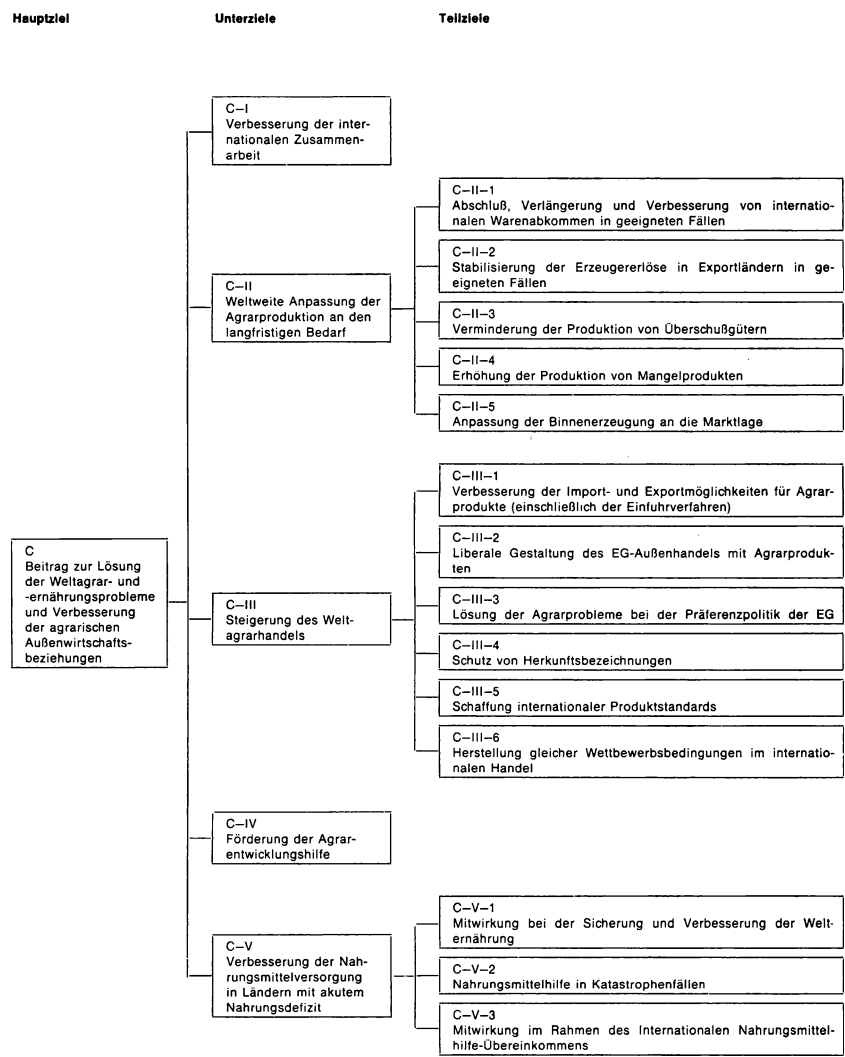 Hauptziel Unterziele Teilziele
C–I
Verbesserung der inter-
nationalen Zusammen-
arbeit
C–II–1
Abschluß, Verlängerung und Verbesserung von internatio-
nalen Warenabkommen in geeigneten Fällen
C–II–2
Stabilisierung der Erzeugererlöse in Exportländern in ge-
eigneten Fällen
C–II
Weltweite Anpassung der
Agrarproduktion an den
langfristigen Bedarf
C–II–3
Verminderung der Produktion von Überschußgütern
C–II–4
Erhöhung der Produktion von Mangelprodukten
C–II–5
Anpassung der Binnenerzeugung an die Marktlage
C–III–1
Verbesserung der Import- und Exportmöglichkeiten für Agrar-
produkte (einschließlich der Einfuhrverfahren)
C–III–2
Liberale Gestaltung des EG-Außenhandels mit Agrarproduk-
ten
C
Beitrag zur Lösung
der Weltagrar- und
-ernährungsprobleme
und Verbesserung
der agrarischen
Außenwirtschafts-
beziehungen
C–III
Steigerung des Welt-
agrarhandels
C–III–3
Lösung der Agrarprobleme bei der Präferenzpolitik der EG
C–III–4
Schutz von Herkunftsbezeichnungen
C–III–5
Schaffung internationaler Produktstandards
C–III–6
Herstellung gleicher Wettbewerbsbedingungen im internatio-
nalen Handel
C–IV
Förderung der Agrar-
entwicklungshilfe
C–V–1
Mitwirkung bei der Sicherung und Verbesserung der Welt-
ernährung
C–V
Verbesserung der Nah-
rungsmittelversorgung
in Ländern mit akutem
Nahrungsdefizit
C–V–2
Nahrungsmittelhilfe in Katastrophenfällen
C–V–3
Mitwirkung im Rahmen des Internationalen Nahrungsmittel-
hilfe-Übereinkommens